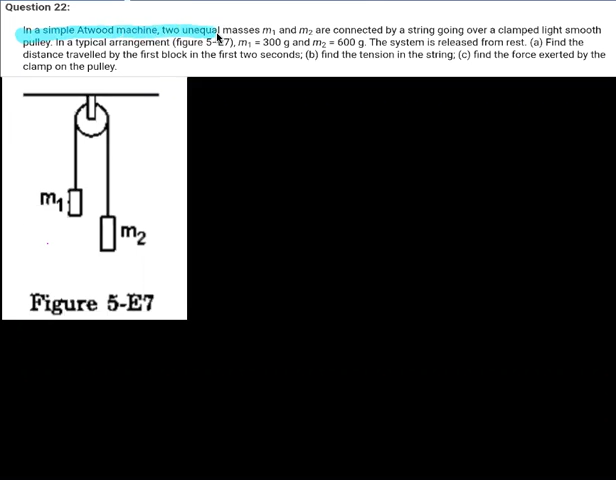 Question 22:
In a simple Atwood machine, two unequal masses m₁ and m₂ are connected by a string going over a clamped light smooth
pulley. In a typical arrangement (figure 5-E7), m₁ = 300 g and m₂ = 600 g. The system is released from rest. (a) Find the
distance travelled by the first block in the first two seconds; (b) find the tension in the string; (c) find the force exerted by the
clamp on the pulley.
m₁
m₂
Figure 5-E7